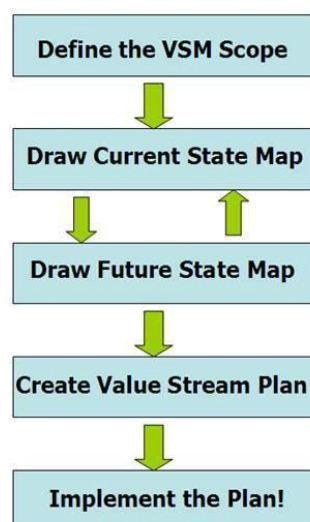 Define the VSM Scope
Draw Current State Map
Draw Future State Map
Create Value Stream Plan
Implement the Plan!